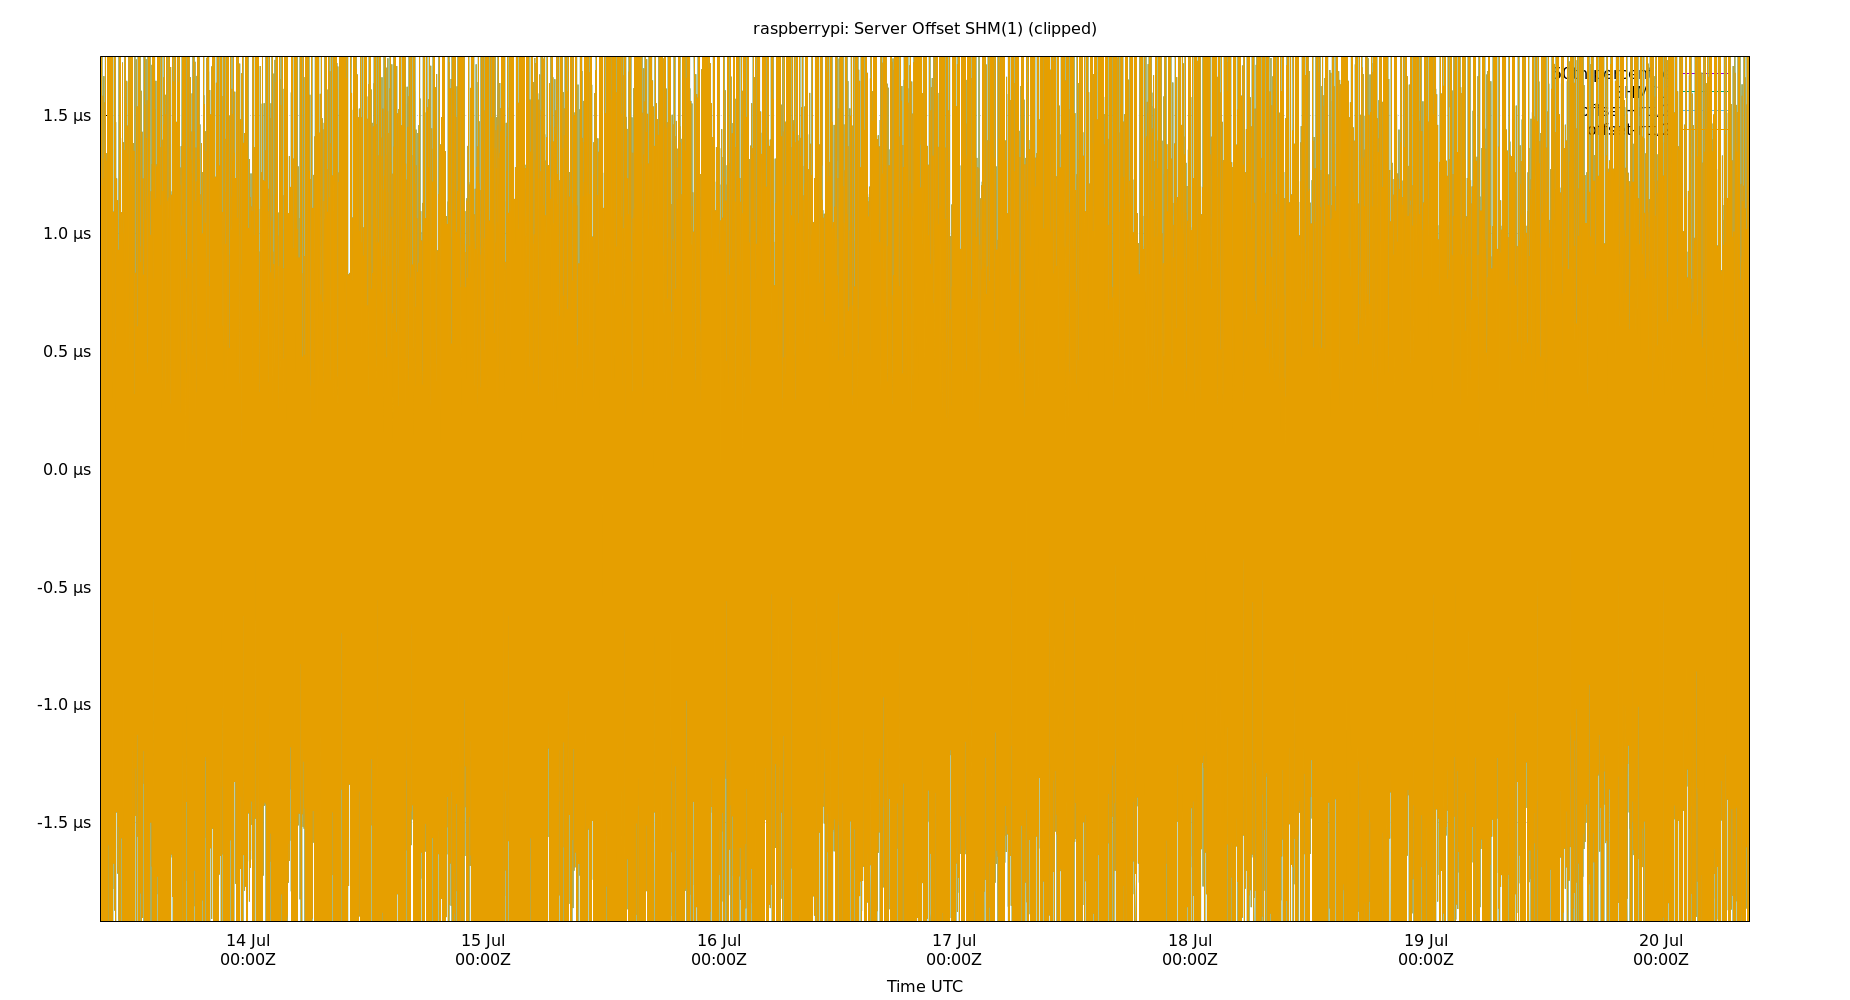 raspberrypi: Server Offset SHM(1) (clipped)
1.5 µs
1.0 µs
0.5 µs
0.0 µs
-0.5 µs
-1.0 µs
-1.5 µs
14 Jul
00:00Z
15 Jul
00:00Z
16 Jul
00:00Z
17 Jul
00:00Z
18 Jul
00:00Z
19 Jul
00:00Z
20 Jul
00:00Z
Time UTC